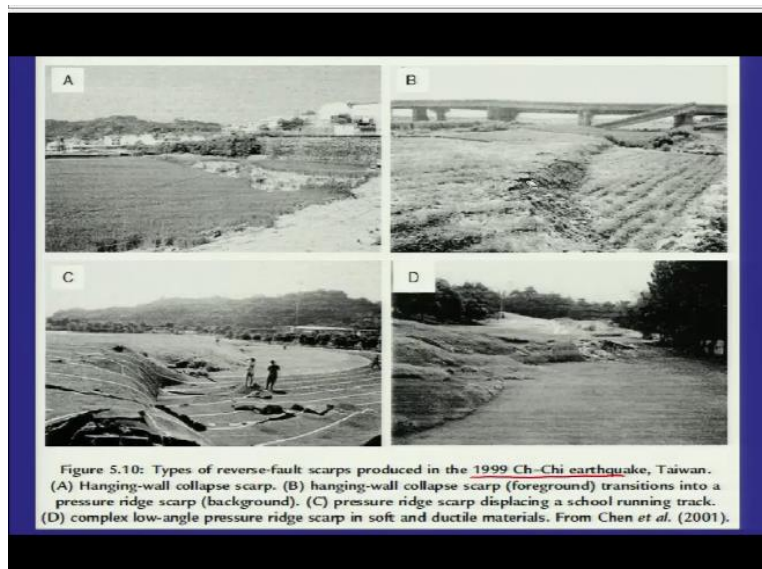 A
B
C
D
Figure 5.10: Types of reverse-fault scarps produced in the 1999 Ch-Chi earthquake, Taiwan.
(A) Hanging-wall collapse scarp. (B) hanging-wall collapse scarp (foreground) transitions into a
pressure ridge scarp (background). (C) pressure ridge scarp displacing a school running track.
(D) complex low-angle pressure ridge scarp in soft and ductile materials. From Chen et al. (2001).